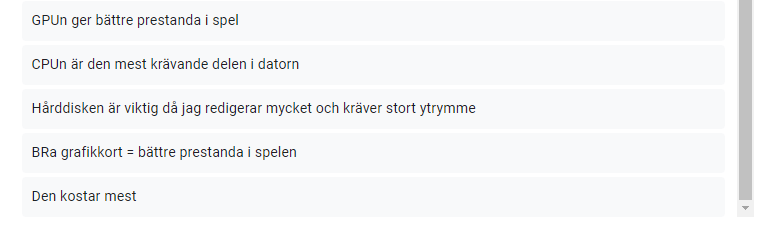 GPUn ger bättre prestanda i spel
CPUn är den mest krävande delen i datorn
Hårddisken är viktig då jag redigerar mycket och kräver stort ytrymme
BRa grafikkort = bättre prestanda i spelen
Den kostar mest